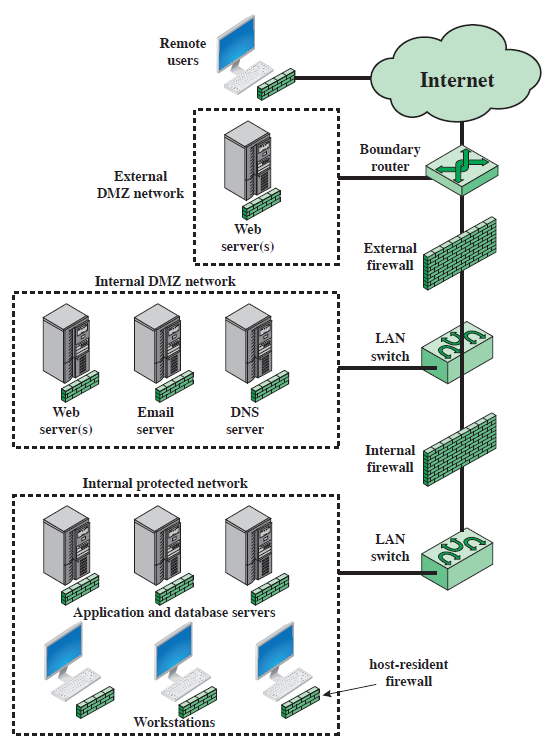 Remote
users
Internet
Boundary
router
External
DMZ network
Web
server(s)
External
firewall
Internal DMZ network
LAN
switch
Web
server(s)
Email
server
DNS
server
Internal
firewall
Internal protected network
LAN
switch
Application and database servers
host-resident
firewall
Workstations